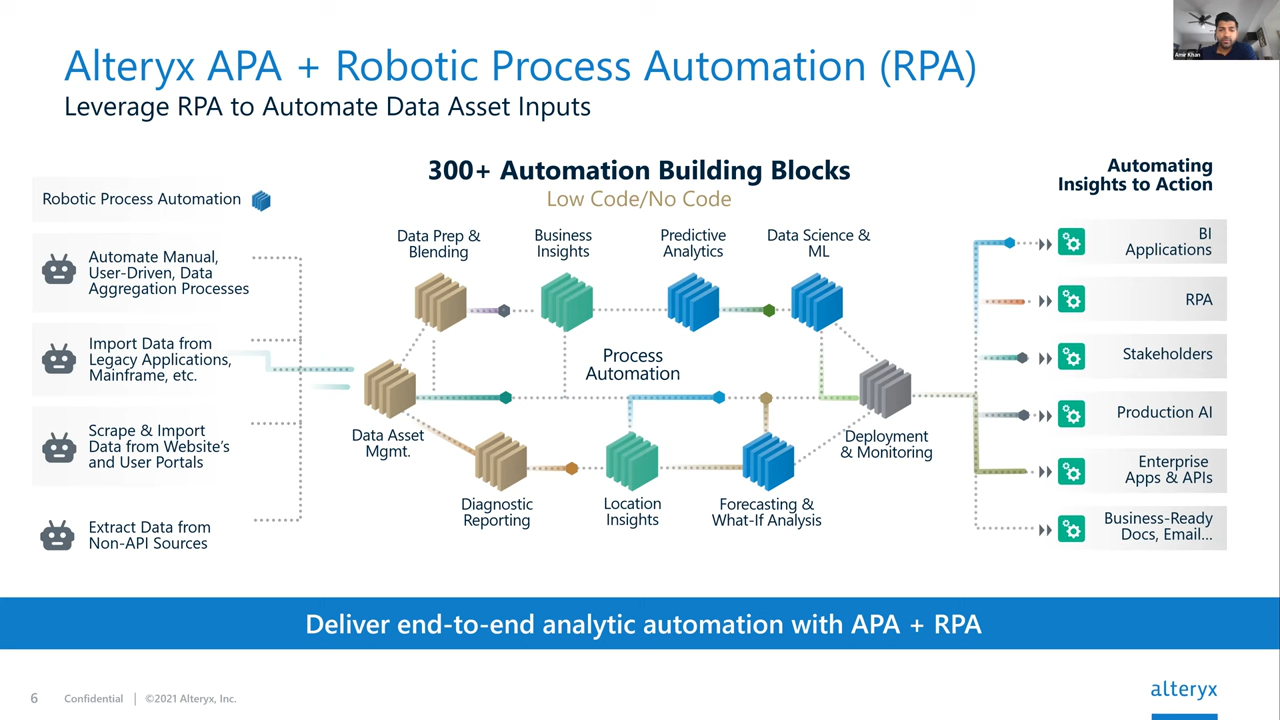 Amir Khan
Alteryx APA + Robotic Process Automation (RPA)
Leverage RPA to Automate Data Asset Inputs
Robotic Process Automation
Automate Manual,
User-Driven, Data
Aggregation Processes
Import Data from
Legacy Applications,
Mainframe, etc.
Scrape & Import
Data from Website's
and User Portals
Extract Data from
Non-API Sources
300+ Automation Building Blocks
Low Code/No Code
Data Prep &
Blending
Business
Insights
Predictive
Analytics
Data Science &
ML
Process
Automation
Data Asset
Mgmt.
Deployment
& Monitoring
Diagnostic
Reporting
Location
Insights
Forecasting &
What-If Analysis
Automating
Insights to Action
BI
Applications
RPA
Stakeholders
Production AI
Enterprise
Apps & APIs
Business-Ready
Docs, Email...
Deliver end-to-end analytic automation with APA + RPA
6 Confidential | ©2021 Alteryx, Inc.
alteryx